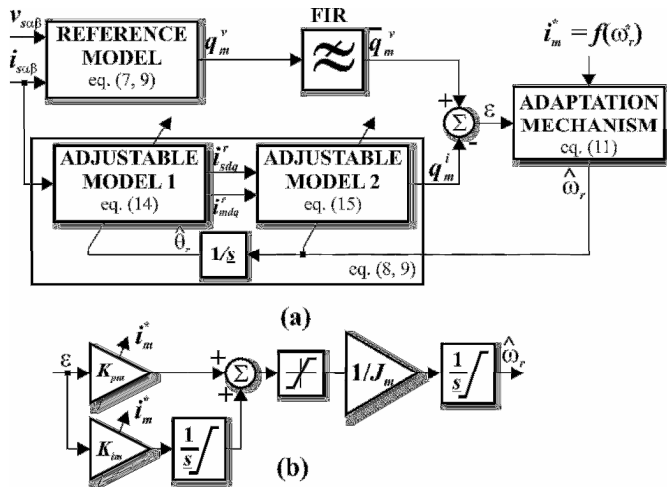 v_sαβ
i_sαβ
REFERENCE
MODEL
eq. (7, 9)
q_m^v
FIR
q̄_m^v
i_m^* = f(ω_r^*)
+
Σ
-
ε
ADAPTATION
MECHANISM
eq. (11)
ω̂_r
ADJUSTABLE
MODEL 1
eq. (14)
i_sdq^r
i_mdq^r
ADJUSTABLE
MODEL 2
eq. (15)
q_m^i
θ̂_r
1/s
eq. (8, 9)
(a)
ε
K_pm
i_m^*
+
Σ
+
1/J_m
1/s
ω̂_r
K_im
i_m^*
1/s
(b)